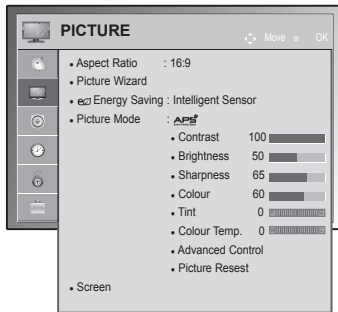 PICTURE
Move OK
• Aspect Ratio : 16:9
• Picture Wizard
• Energy Saving : Intelligent Sensor
• Picture Mode : APS
• Contrast 100
• Brightness 50
• Sharpness 65
• Colour 60
• Tint 0
• Colour Temp. 0
• Advanced Control
• Picture Resest
• Screen